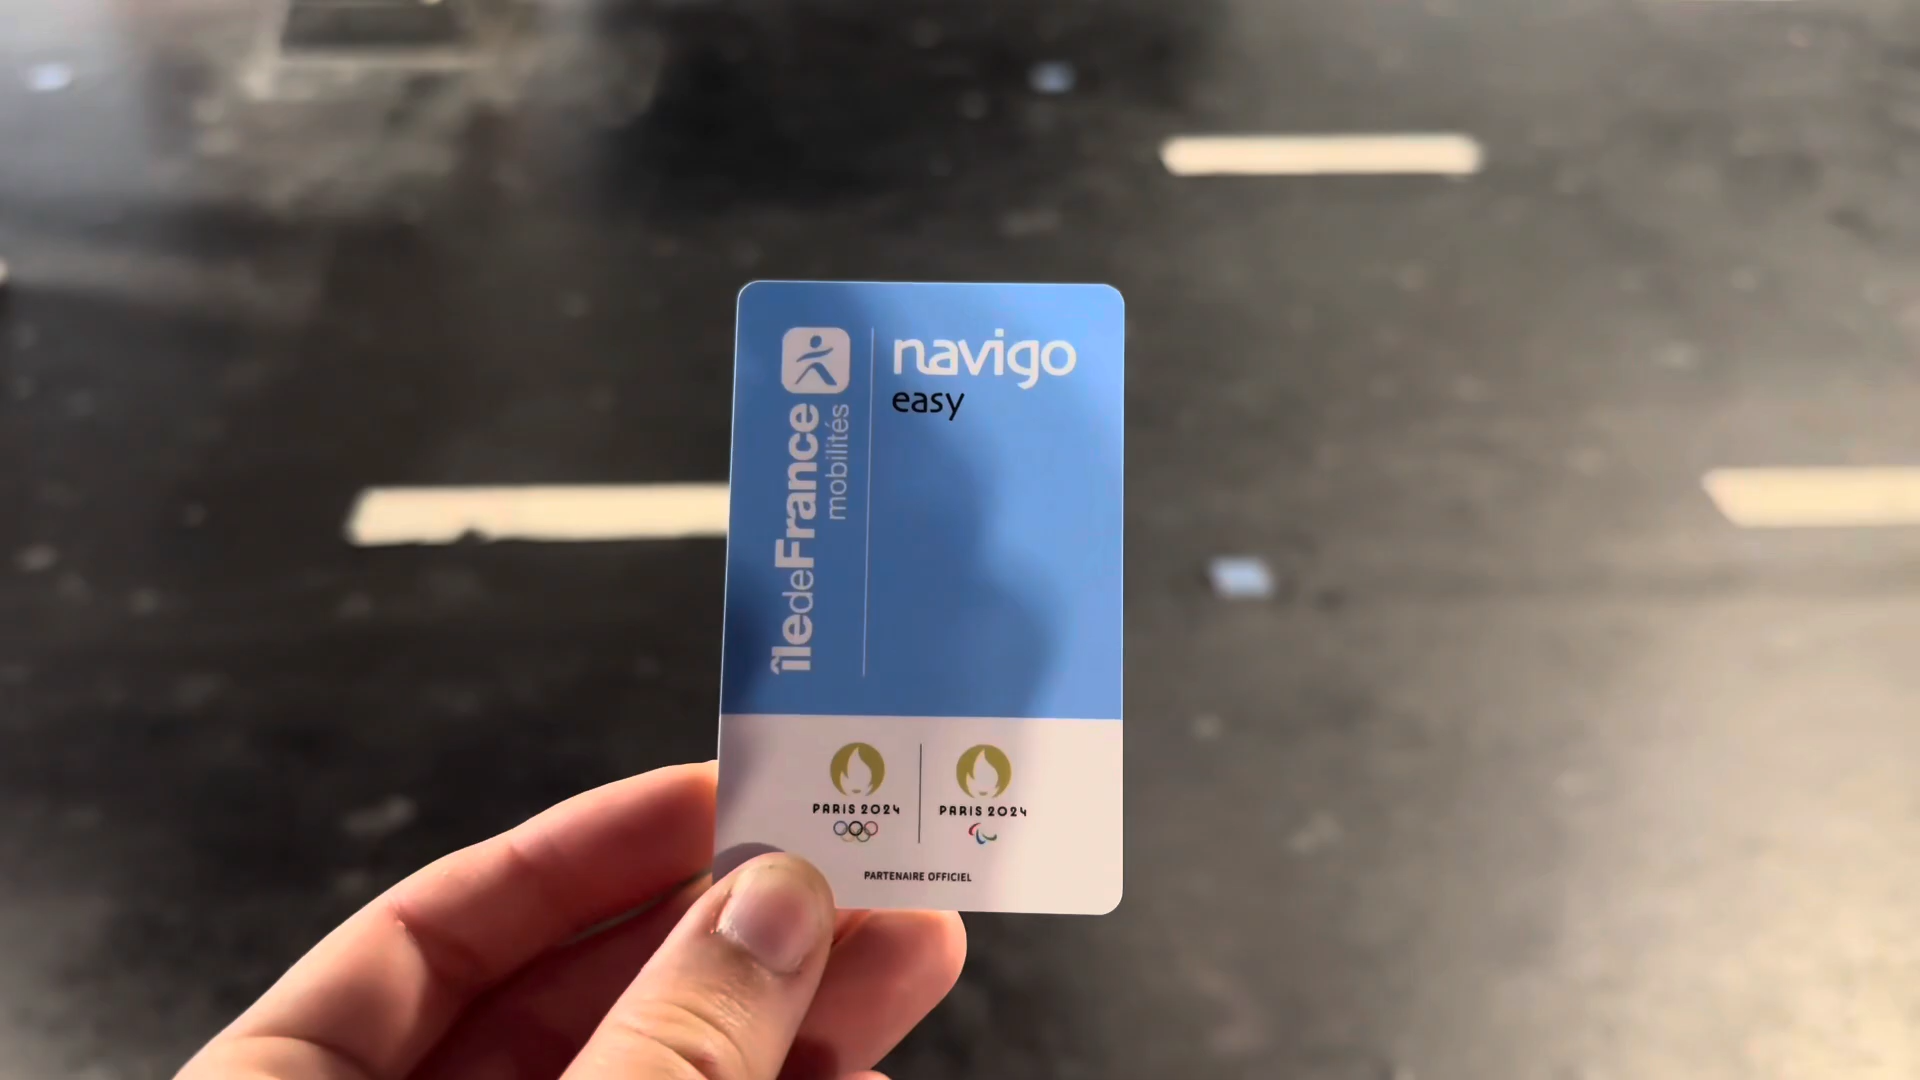 îledeFrance
mobilités
navigo
easy
PARIS 2024
PARIS 2024
PARTENAIRE OFFICIEL